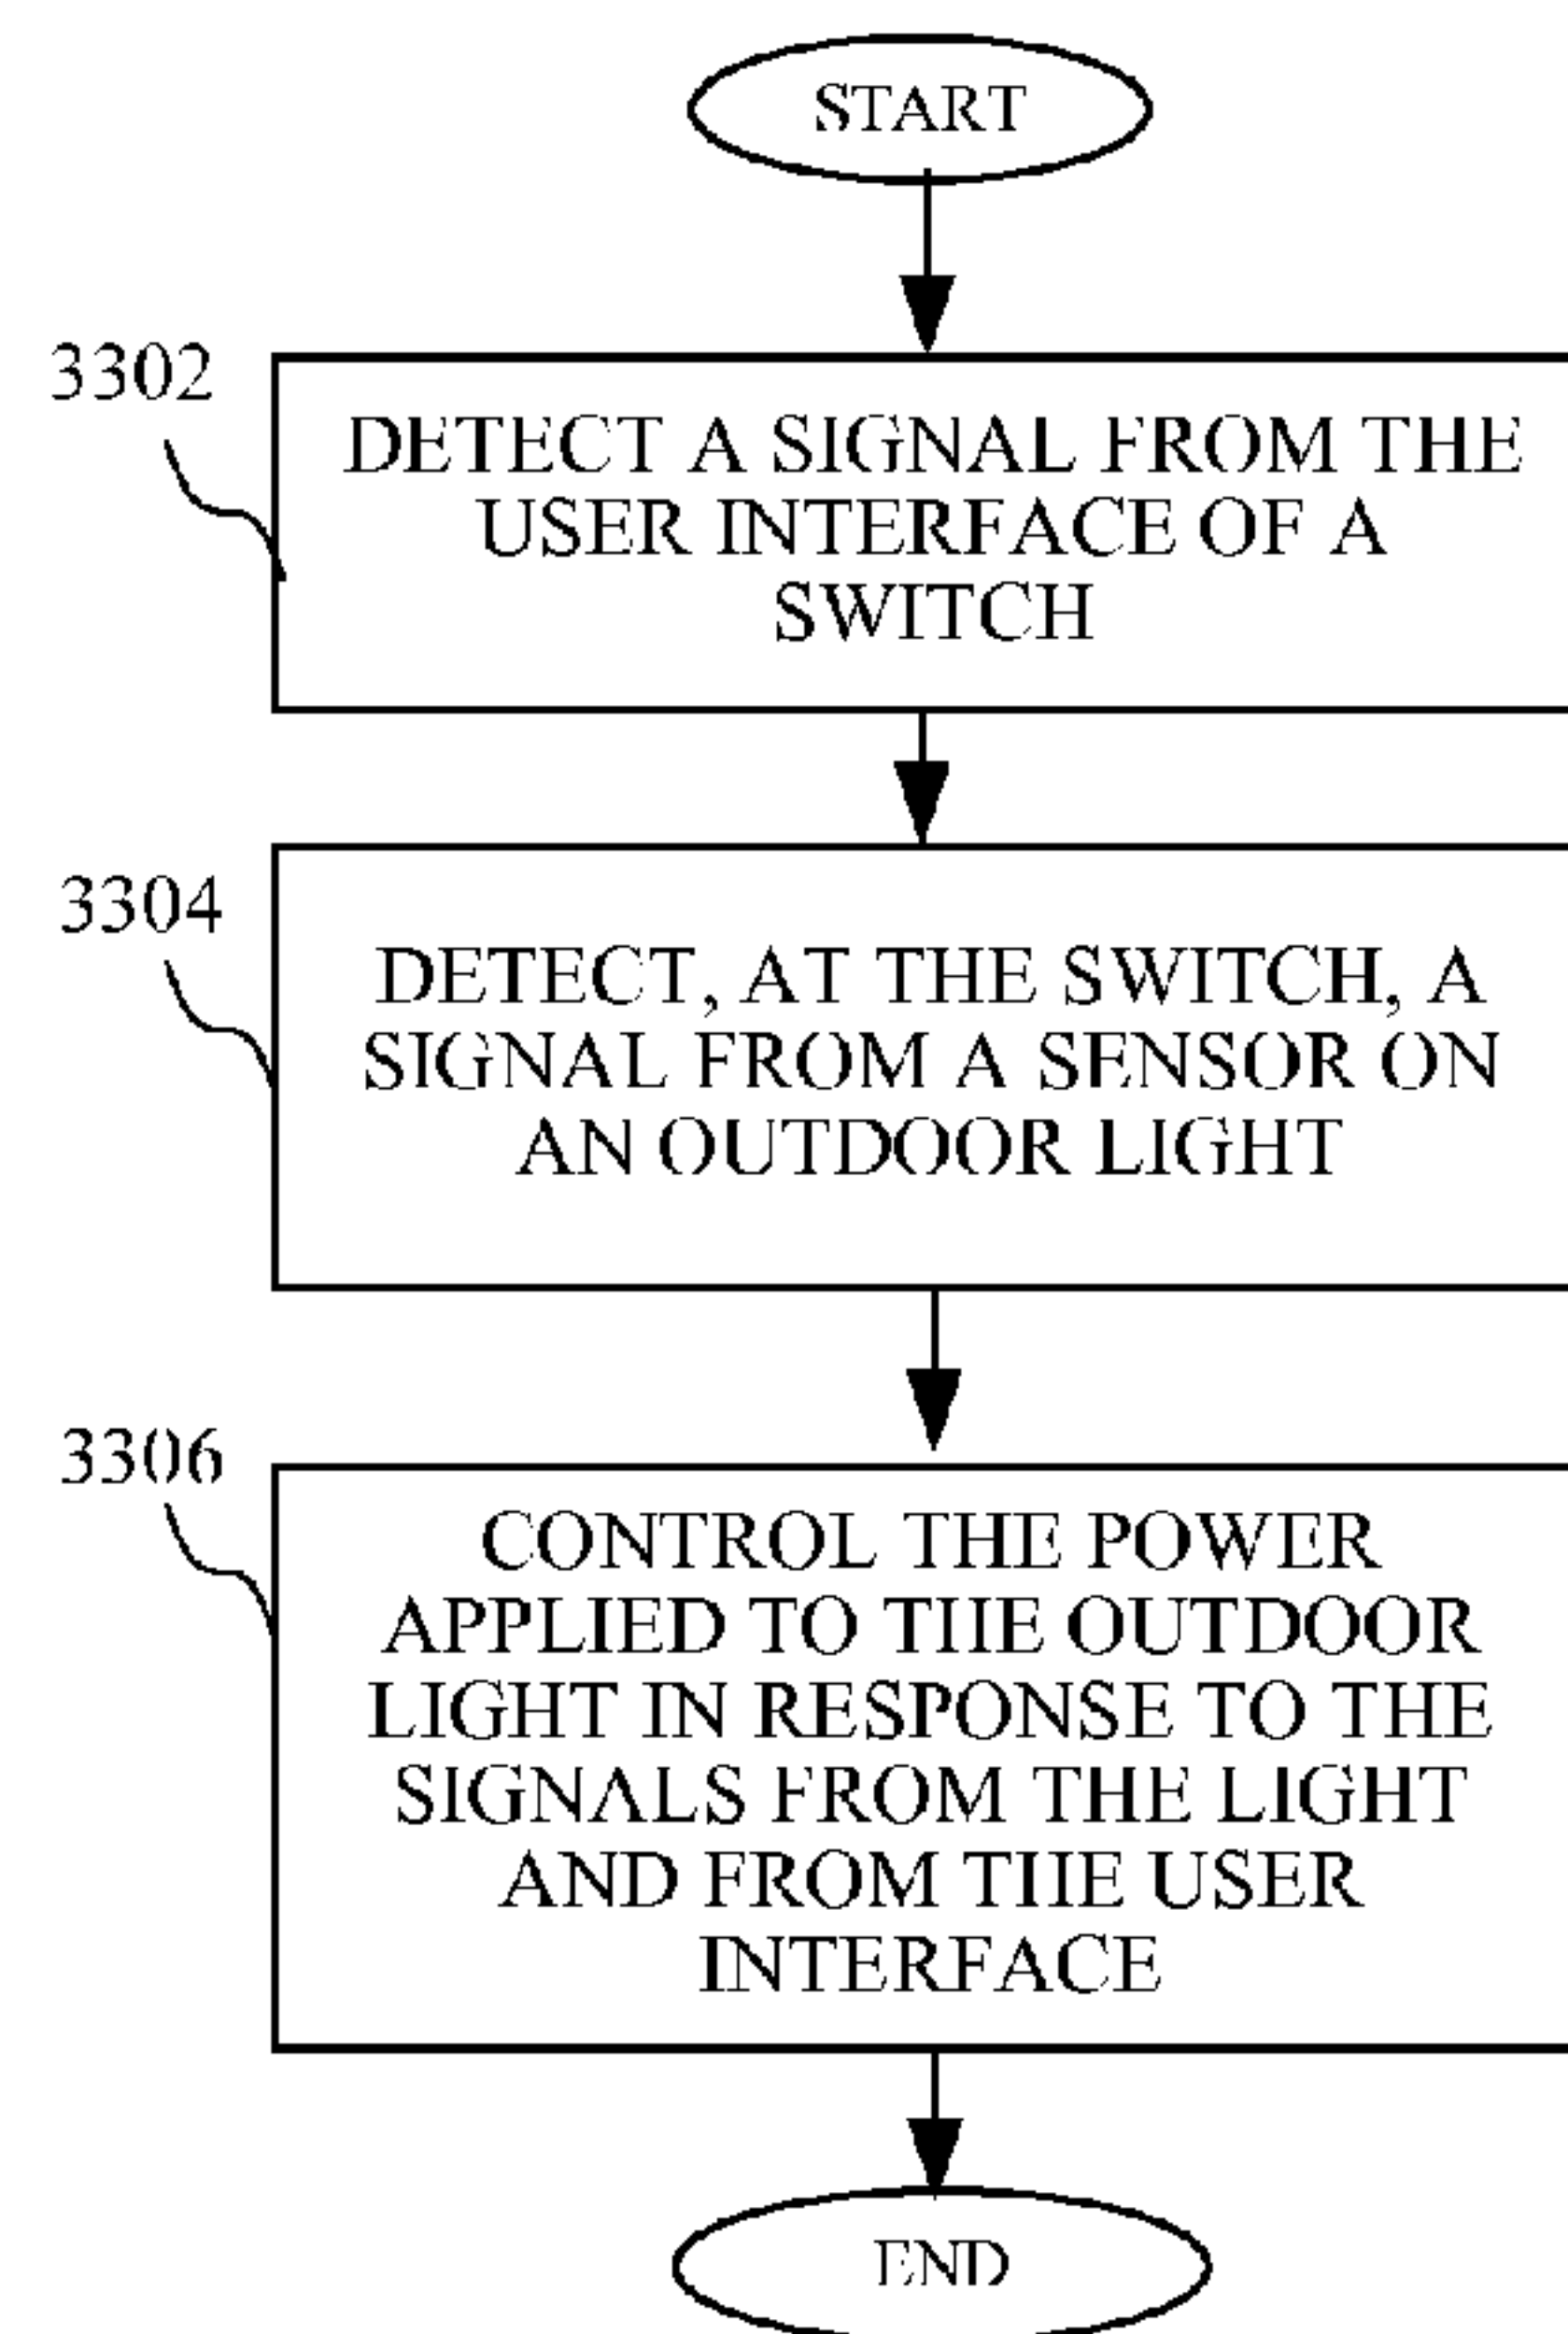 START
3302
DETECT A SIGNAL FROM THE
USER INTERFACE OF A
SWITCH
3304
DETECT, AT THE SWITCH, A
SIGNAL FROM A SENSOR ON
AN OUTDOOR LIGHT
3306
CONTROL THE POWER
APPLIED TO THE OUTDOOR
LIGHT IN RESPONSE TO THE
SIGNALS FROM THE LIGHT
AND FROM THE USER
INTERFACE
END